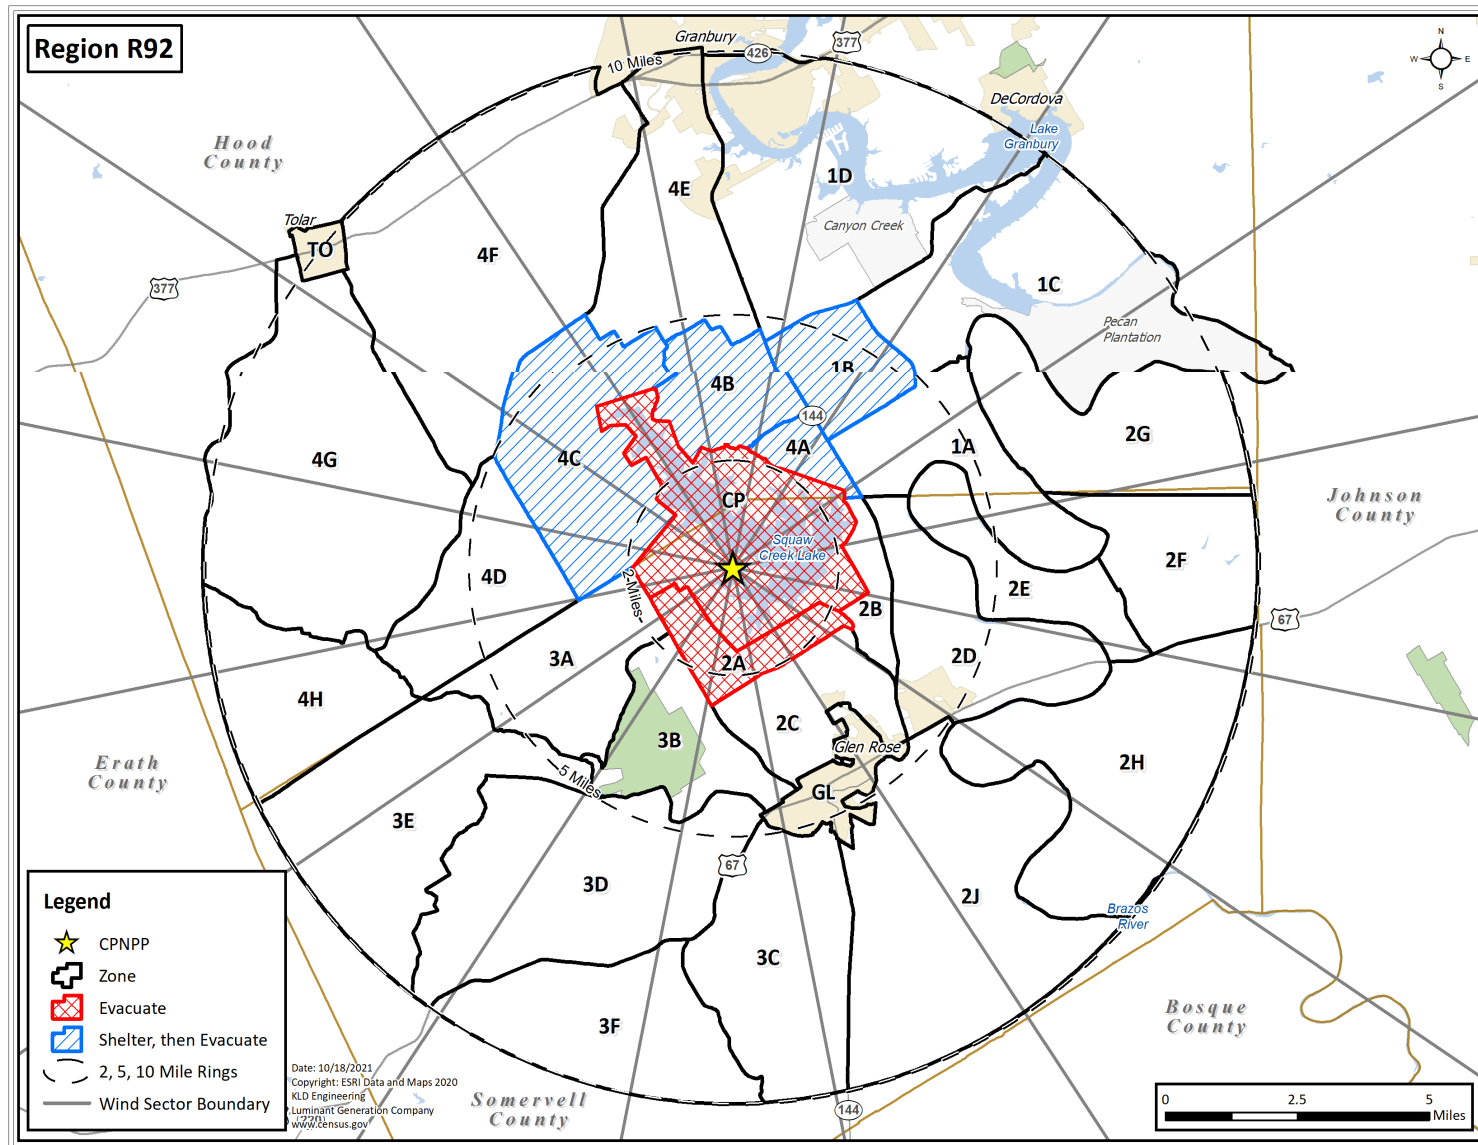 Region R92
Granbury
426
377
10 Miles
N
W
E
S
DeCordova
Lake
Granbury
Hood
County
4E
1D
Tolar
TO
Canyon Creek
4F
377
1C
Pecan
Plantation
1B
4B
144
2G
4A
1A
4G
4C
CP
Johnson
County
Squaw
Creek Lake
2F
4D
2 Miles
2E
2B
67
2D
3A
2A
4H
2C
3B
Glen Rose
Erath
County
2H
5 Miles
GL
3E
67
3D
2J
Brazos
River
3C
Bosque
County
3F
Legend
CPNPP
Zone
Evacuate
Shelter, then Evacuate
2, 5, 10 Mile Rings
Wind Sector Boundary
220
Date: 10/18/2021
Copyright: ESRI Data and Maps 2020
KLD Engineering
Luminant Generation Company
www.census.gov
Somervell
County
144
0
2.5
5
Miles